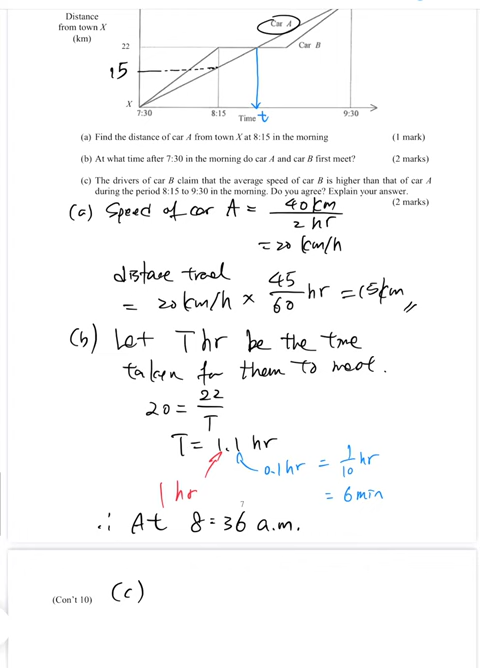 Distance
from town X
(km)
Car A
22
Car B
15
X
7:30
8:15
9:30
Time t
(a) Find the distance of car A from town X at 8:15 in the morning (1 mark)
(b) At what time after 7:30 in the morning do car A and car B first meet? (2 marks)
(c) The drivers of car B claim that the average speed of car B is higher than that of car A
during the period 8:15 to 9:30 in the morning. Do you agree? Explain your answer.
(2 marks)
(a) Speed of car A = 40km / 2 hr
= 20 km/h
distace travel
= 20 km/h × 45/60 hr = 15km //
(b) Let T hr be the tme
taken for them to meet.
20 = 22/T
T = 1.1 hr
0.1 hr = 1/10 hr
= 6 min
1 hr
7
∴ At 8:36 a.m.
(Con't 10) (c)